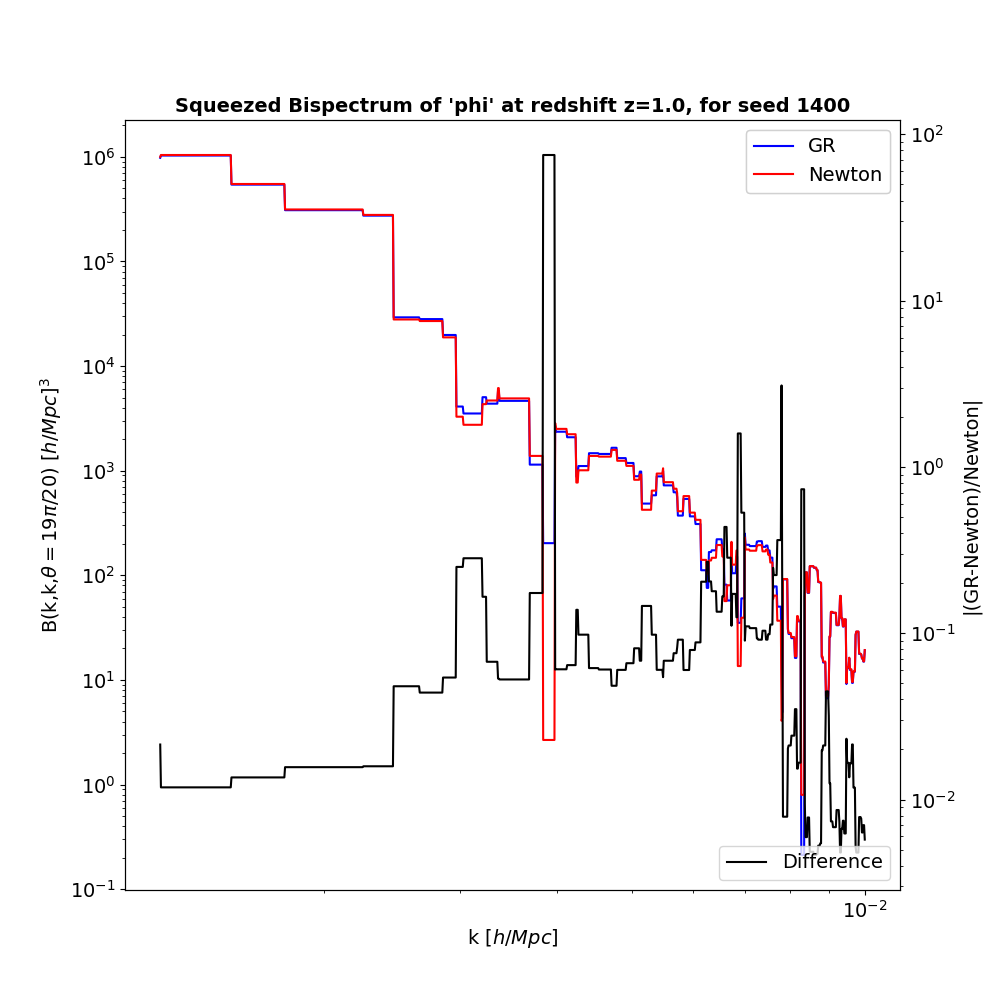 Squeezed Bispectrum of 'phi' at redshift z=1.0, for seed 1400
B(k,k,θ = 19π/20) [h/Mpc]³
10⁶
10⁵
10⁴
10³
10²
10¹
10⁰
10⁻¹
GR
Newton
10²
10¹
10⁰
10⁻¹
10⁻²
|(GR-Newton)/Newton|
Difference
10⁻²
k [h/Mpc]